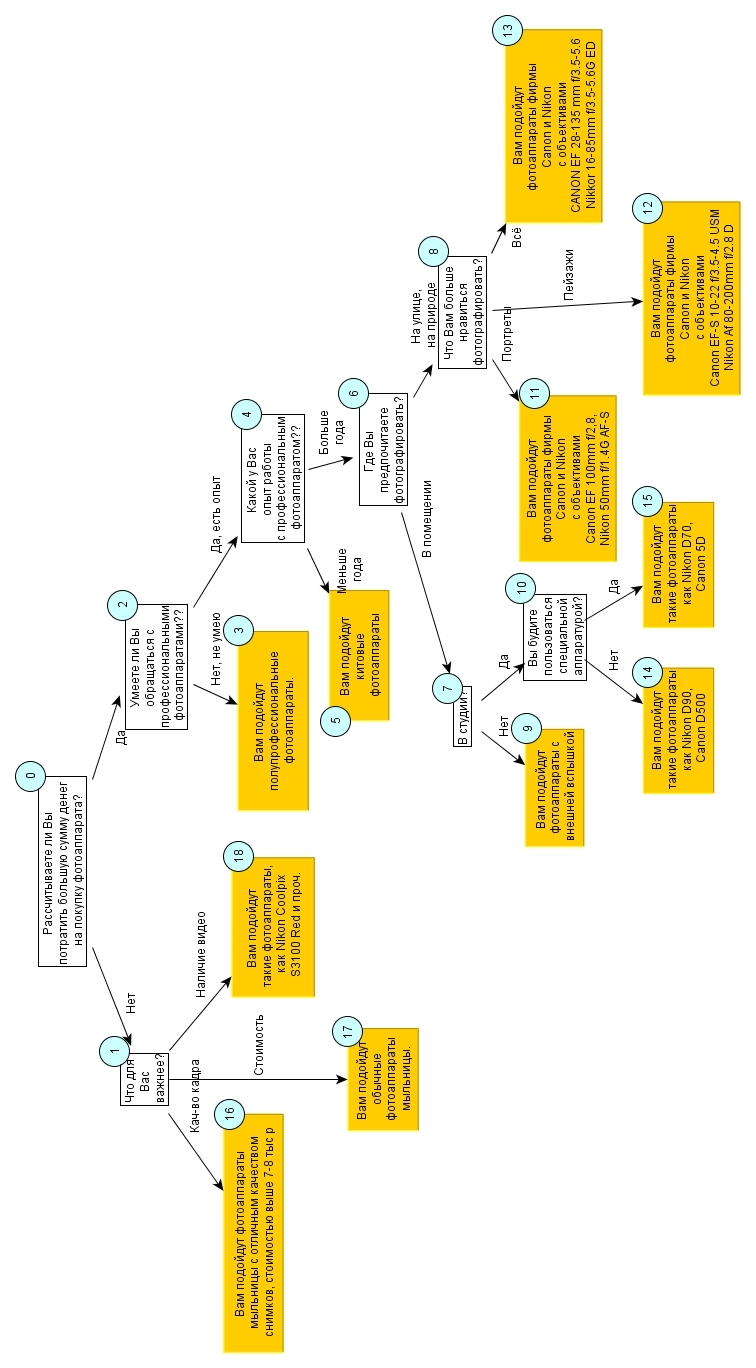 0
Рассчитываете ли Вы
потратить большую сумму денег
на покупку фотоаппарата?
Нет
Да
1
Что для
Вас
важнее?
Кач-во кадра
Стоимость
Наличие видео
16
Вам подойдут фотоаппараты
мыльницы с отличным качеством
снимков, стоимостью выше 7-8 тыс р
17
Вам подойдут
обычные
фотоаппараты
мыльницы.
18
Вам подойдут
такие фотоаппараты,
как Nikon Coolpix
S3100 Red и проч.
2
Умеете ли Вы
обращаться с
профессиональными
фотоаппаратами??
Нет, не умею
Да, есть опыт
3
Вам подойдут
полупрофессиональные
фотоаппараты.
4
Какой у Вас
опыт работы
с профессиональным
фотоаппаратом??
Меньше
года
Больше
года
5
Вам подойдут
китовые
фотоаппараты
6
Где Вы
предпочитаете
фотографировать?
В помещении
На улице,
на природе
7
В студии?
Нет
Да
9
Вам подойдут
фотоаппараты с
внешней вспышкой
10
Вы будите
пользоваться
специальной
аппаратурой?
Нет
Да
14
Вам подойдут
такие фотоаппараты
как Nikon D90,
Canon D500
15
Вам подойдут
такие фотоаппараты
как Nikon D70,
Canon 5D
8
Что Вам больше
нравиться
фотографировать?
Портреты
Пейзажи
Всё
11
Вам подойдут
фотоаппараты фирмы
Canon и Nikon
с объективами
Canon EF 100mm f/2,8,
Nikon 50mm f/1.4G AF-S
12
Вам подойдут
фотоаппараты фирмы
Canon и Nikon
с объективами
Canon EF-S 10-22 f/3.5-4.5 USM
Nikon Af 80-200mm f/2.8 D
13
Вам подойдут
фотоаппараты фирмы
Canon и Nikon
с объективами
CANON EF 28-135 mm f/3.5-5.6
Nikkor 16-85mm f/3.5-5.6G ED